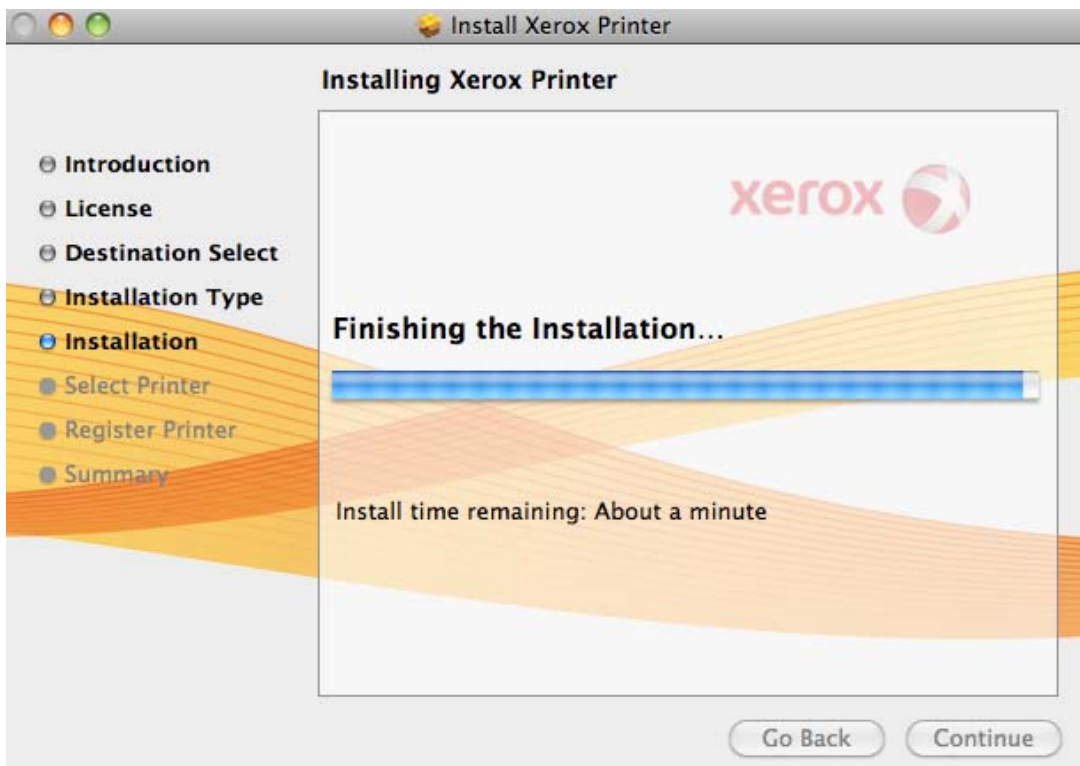 Install Xerox Printer
Installing Xerox Printer
Introduction
License
Destination Select
Installation Type
Installation
Select Printer
Register Printer
Summary
xerox
Finishing the Installation...
Install time remaining: About a minute
Go Back
Continue